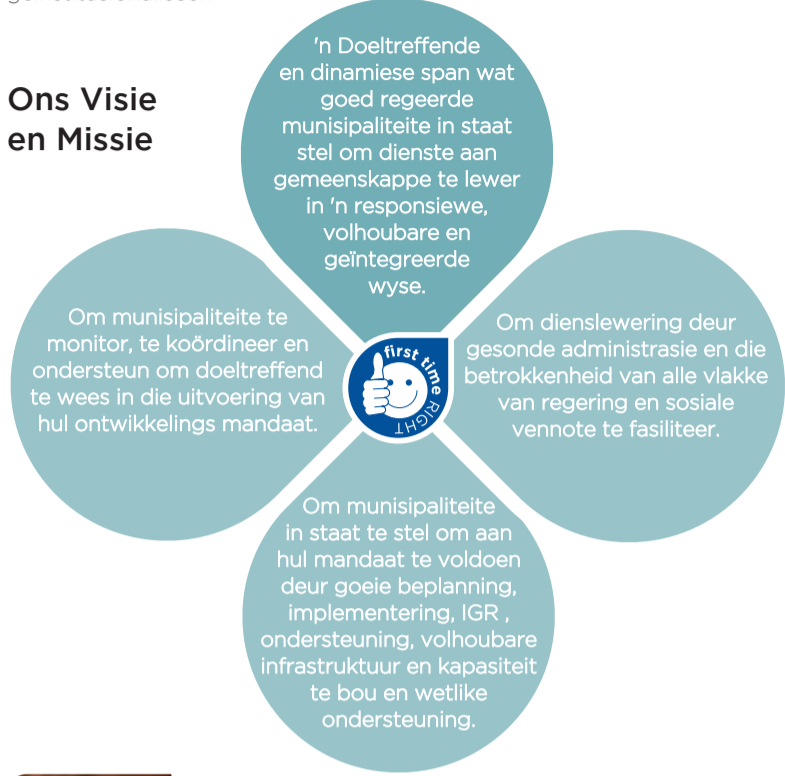 Ons Visie
en Missie
'n Doeltreffende
en dinamiese span wat
goed regeerde
munisipaliteite in staat
stel om dienste aan
gemeenskappe te lewer
in 'n responsiewe,
volhoubare en
geïntegreerde
wyse.
Om munisipaliteite te
monitor, te koördineer en
ondersteun om doeltreffend
te wees in die uitvoering van
hul ontwikkelings mandaat.
first time
RIGHT
Om dienslewering deur
gesonde administrasie en die
betrokkenheid van alle vlakke
van regering en sosiale
vennote te fasiliteer.
Om munisipaliteite
in staat te stel om aan
hul mandaat te voldoen
deur goeie beplanning,
implementering, IGR ,
ondersteuning, volhoubare
infrastruktuur en kapasiteit
te bou en wetlike
ondersteuning.